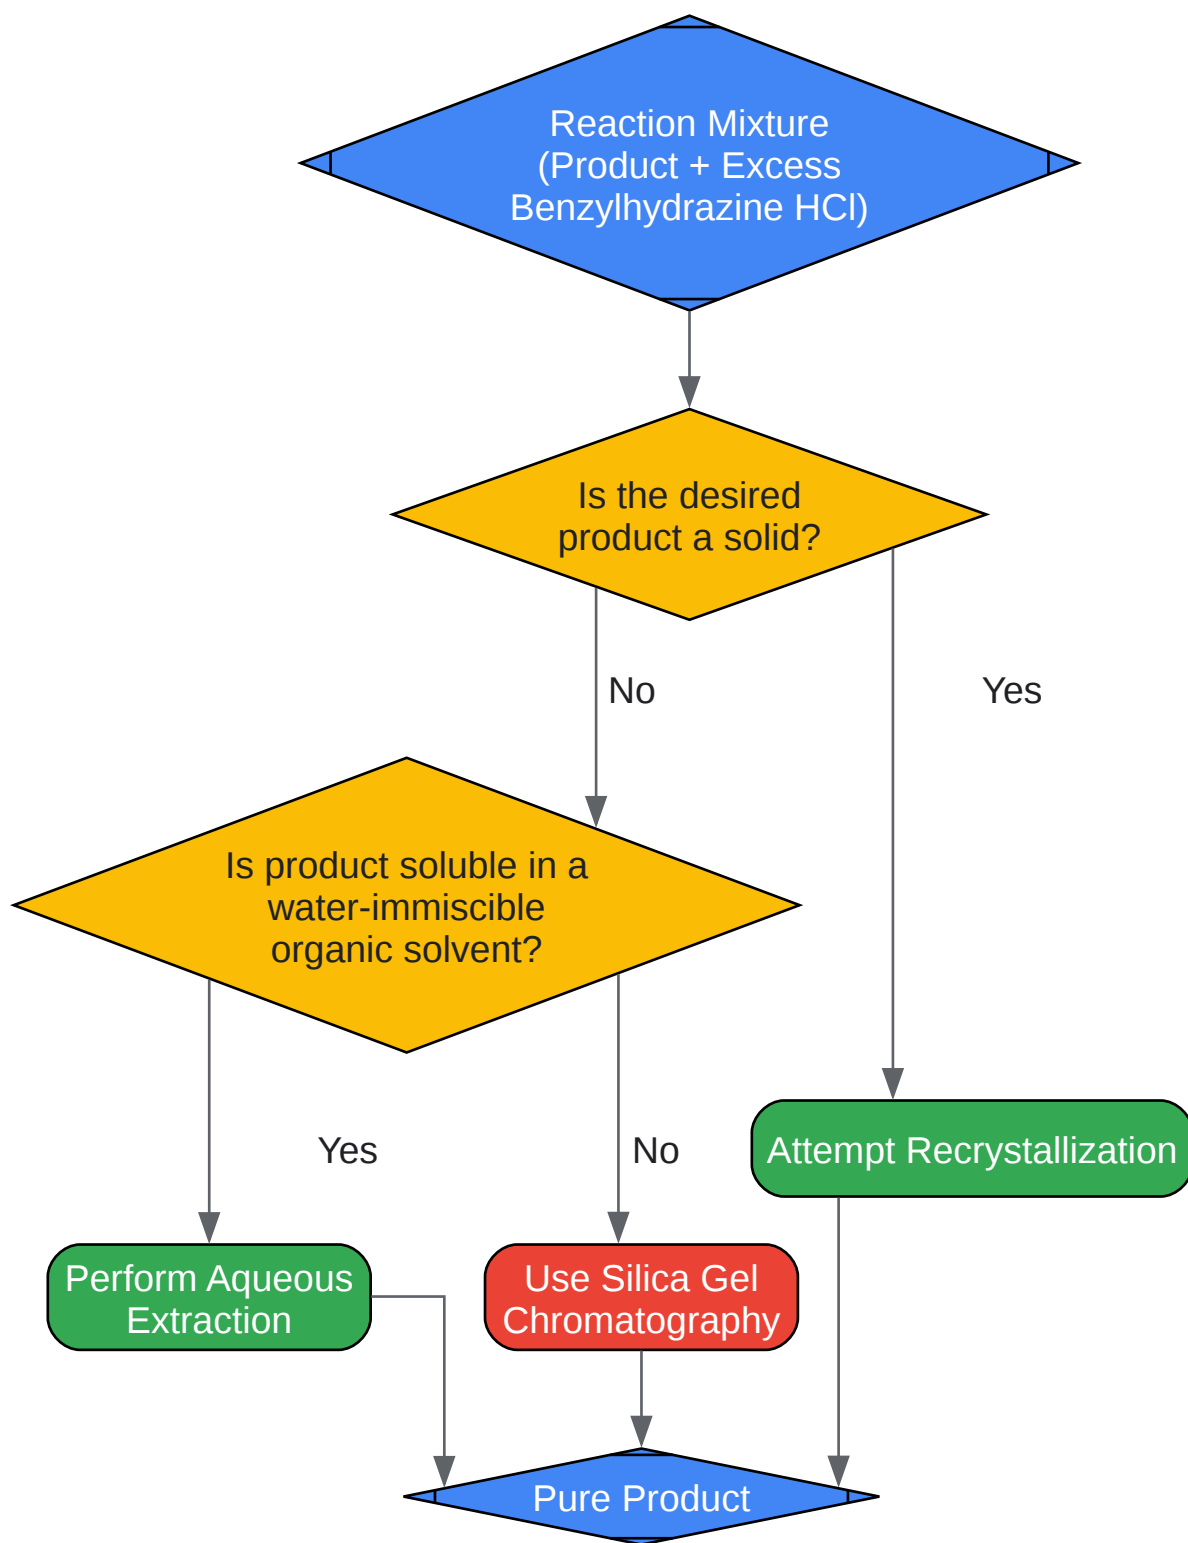 Reaction Mixture
(Product + Excess
Benzylhydrazine HCl)
Is the desired
product a solid?
No
Yes
Is product soluble in a
water-immiscible
organic solvent?
Yes
No
Attempt Recrystallization
Perform Aqueous
Extraction
Use Silica Gel
Chromatography
Pure Product